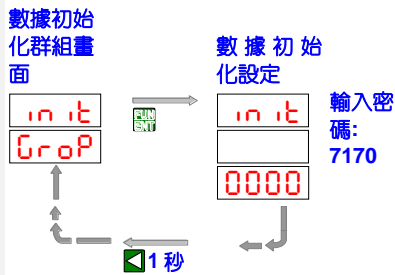 數據初始
化群組畫
面
數據初始
化設定
init
GroP
FUN
ENT
init
0000
輸入密
碼:
7170
1秒